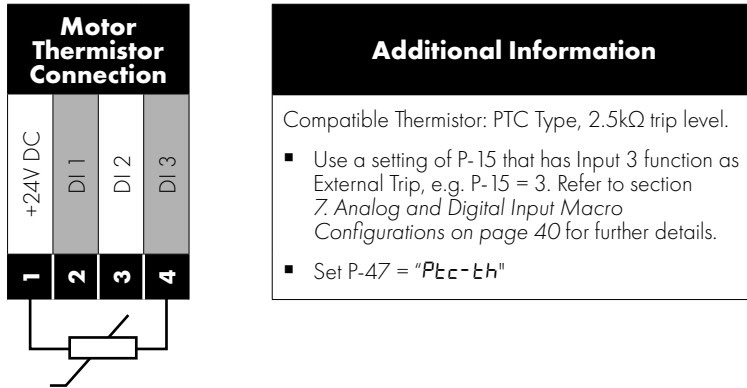 Motor
Thermistor
Connection
+24V DC
DI 1
DI 2
DI 3
1
2
3
4
Additional Information
Compatible Thermistor: PTC Type, 2.5kΩ trip level.
▪ Use a setting of P-15 that has Input 3 function as
External Trip, e.g. P-15 = 3. Refer to section
7. Analog and Digital Input Macro
Configurations on page 40 for further details.
▪ Set P-47 = “Ptc-th"